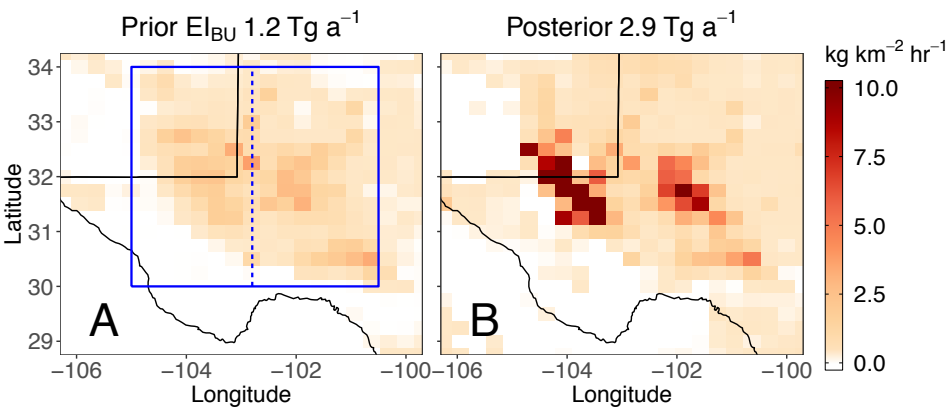 Prior EI_BU 1.2 Tg a⁻¹
Posterior 2.9 Tg a⁻¹
kg km⁻² hr⁻¹
34
33
32
31
30
29
Latitude
A
B
10.0
7.5
5.0
2.5
0.0
−106 −104 −102 −100
−106 −104 −102 −100
Longitude
Longitude